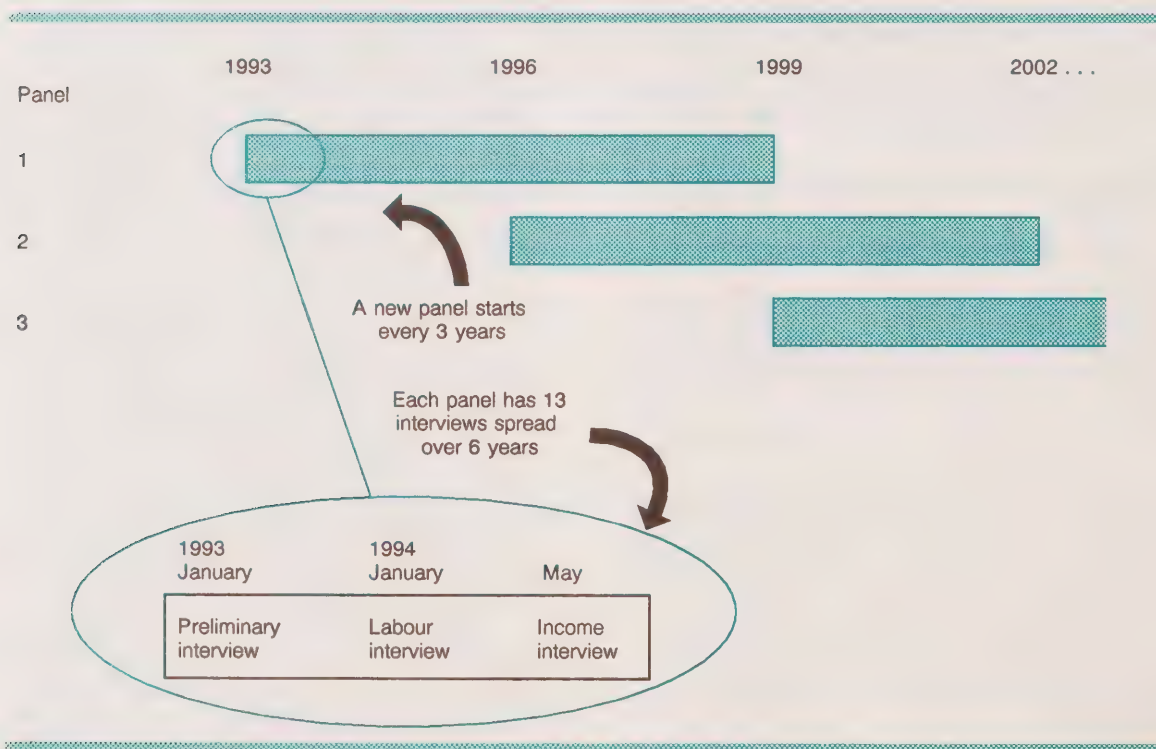 1993 1996 1999 2002 . . .
Panel
1
2
A new panel starts
every 3 years
3
Each panel has 13
interviews spread
over 6 years
1993 1994
January January May
Preliminary Labour Income
interview interview interview